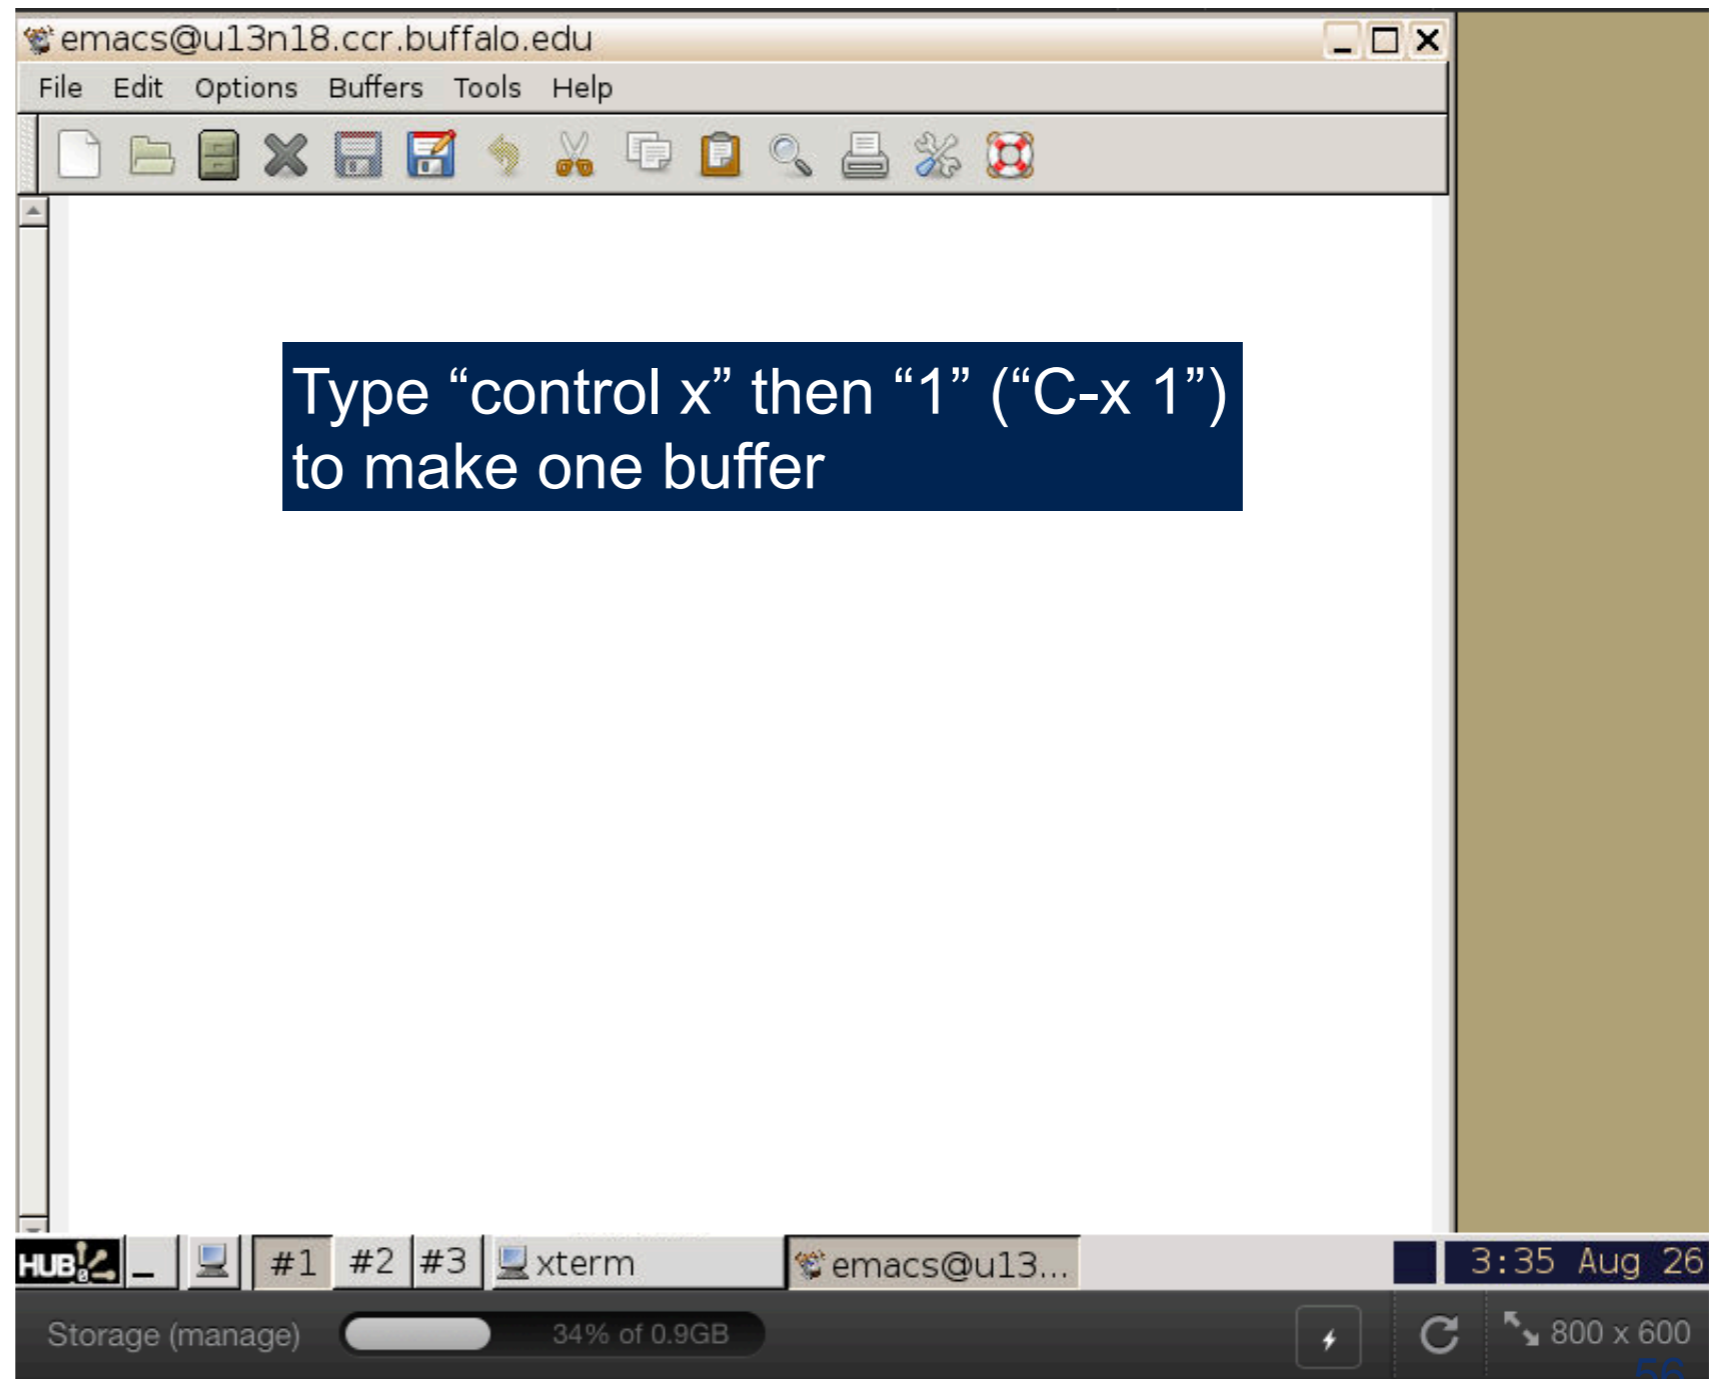 emacs@u13n18.ccr.buffalo.edu
File Edit Options Buffers Tools Help
Type “control x” then “1” (“C-x 1”)
to make one buffer
HUB _ #1 #2 #3 xterm emacs@u13... 3:35 Aug 26
Storage (manage) 34% of 0.9GB 800 x 600
56